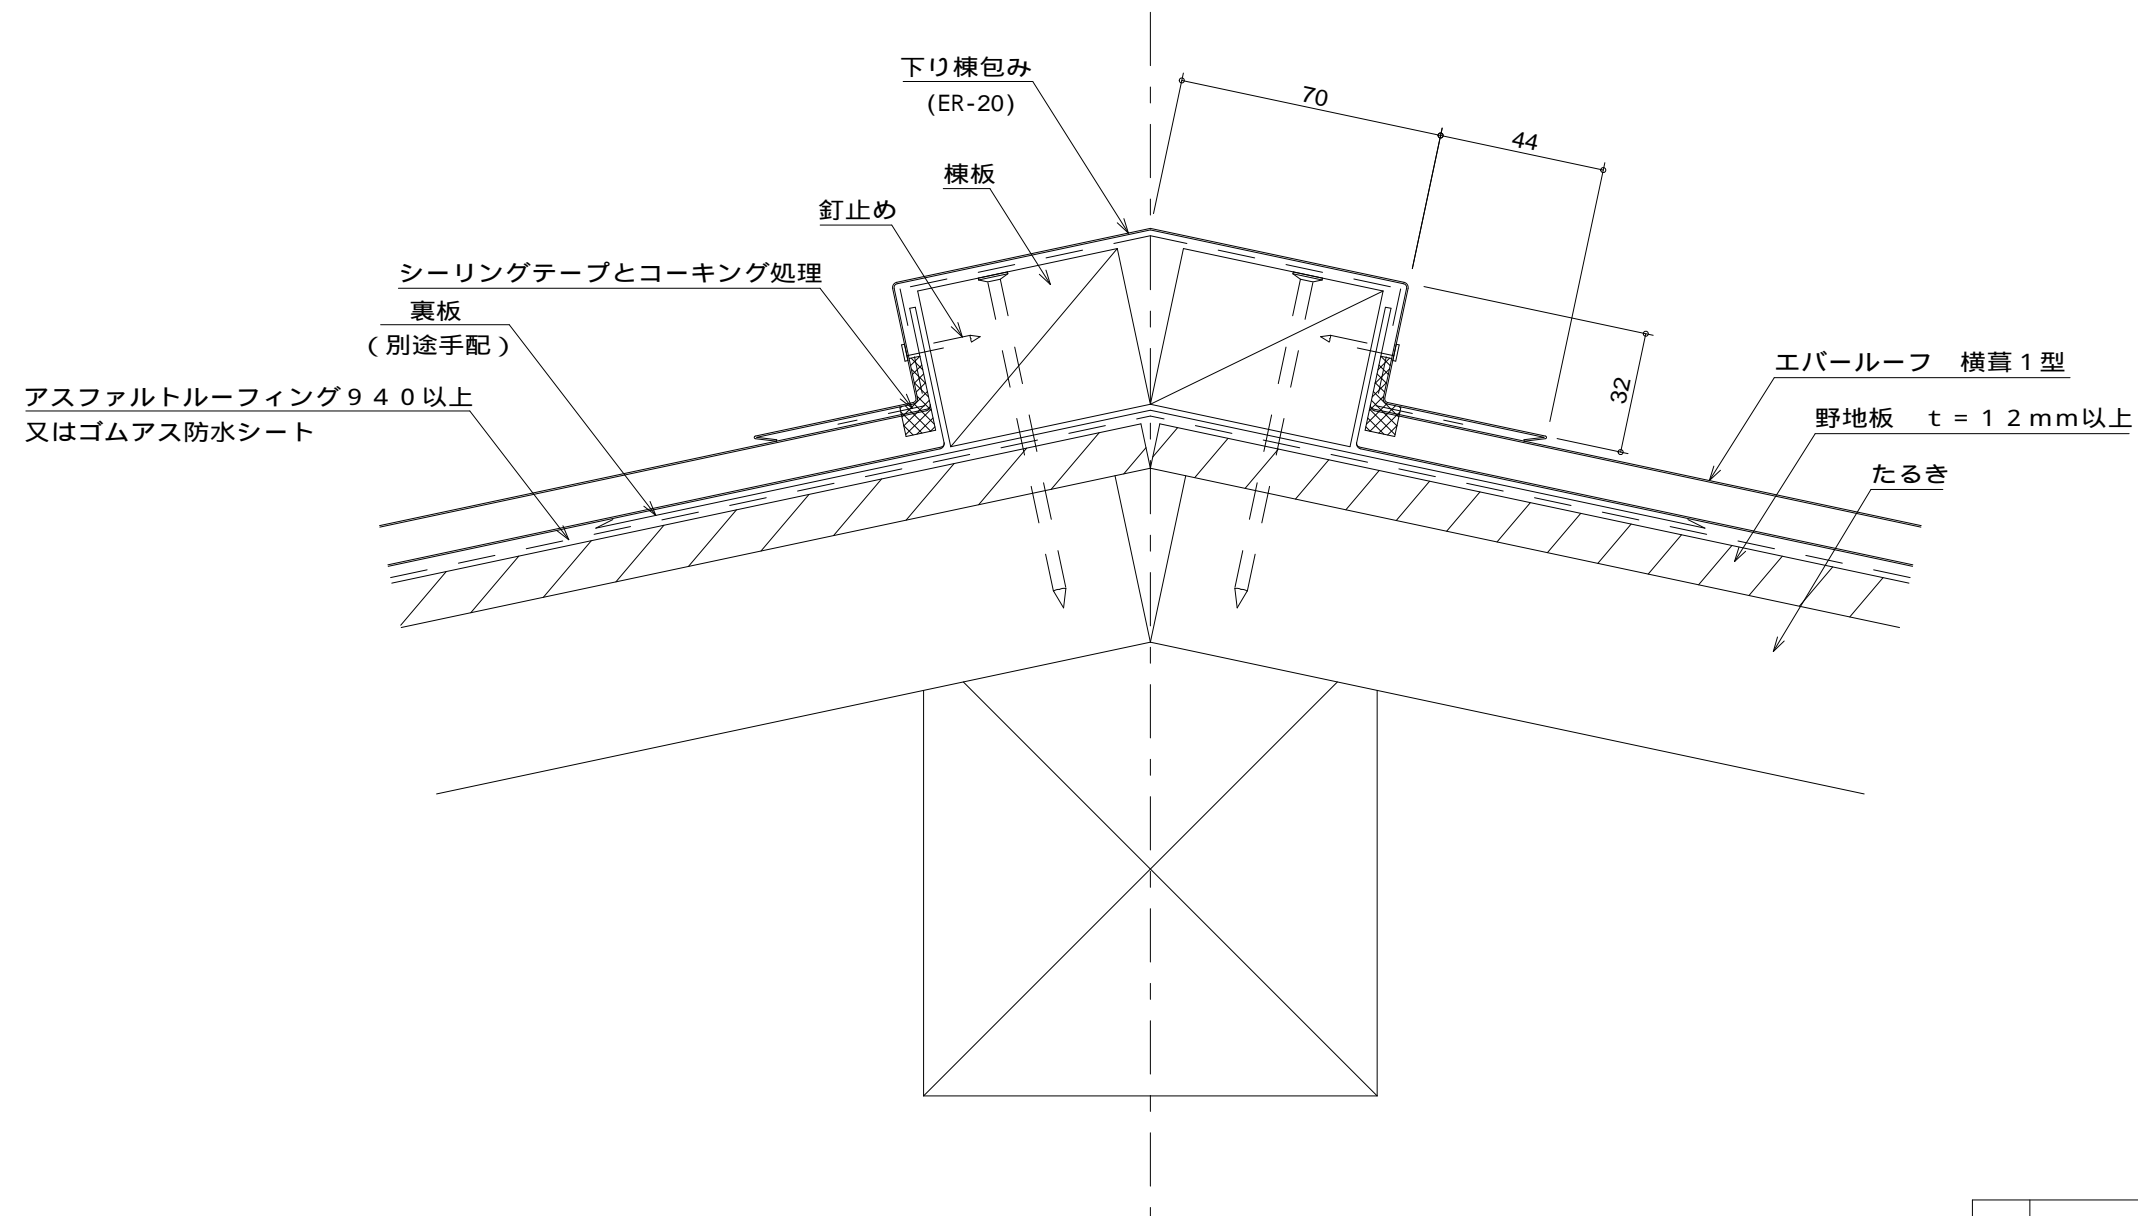 下り棟包み
(ER-20)
70
44
棟板
釘止め
シーリングテープとコーキング処理
裏板
(別途手配)
アスファルトルーフィング940以上
又はゴムアス防水シート
32
エバールーフ　横葺1型
野地板　t=12mm以上
たるき